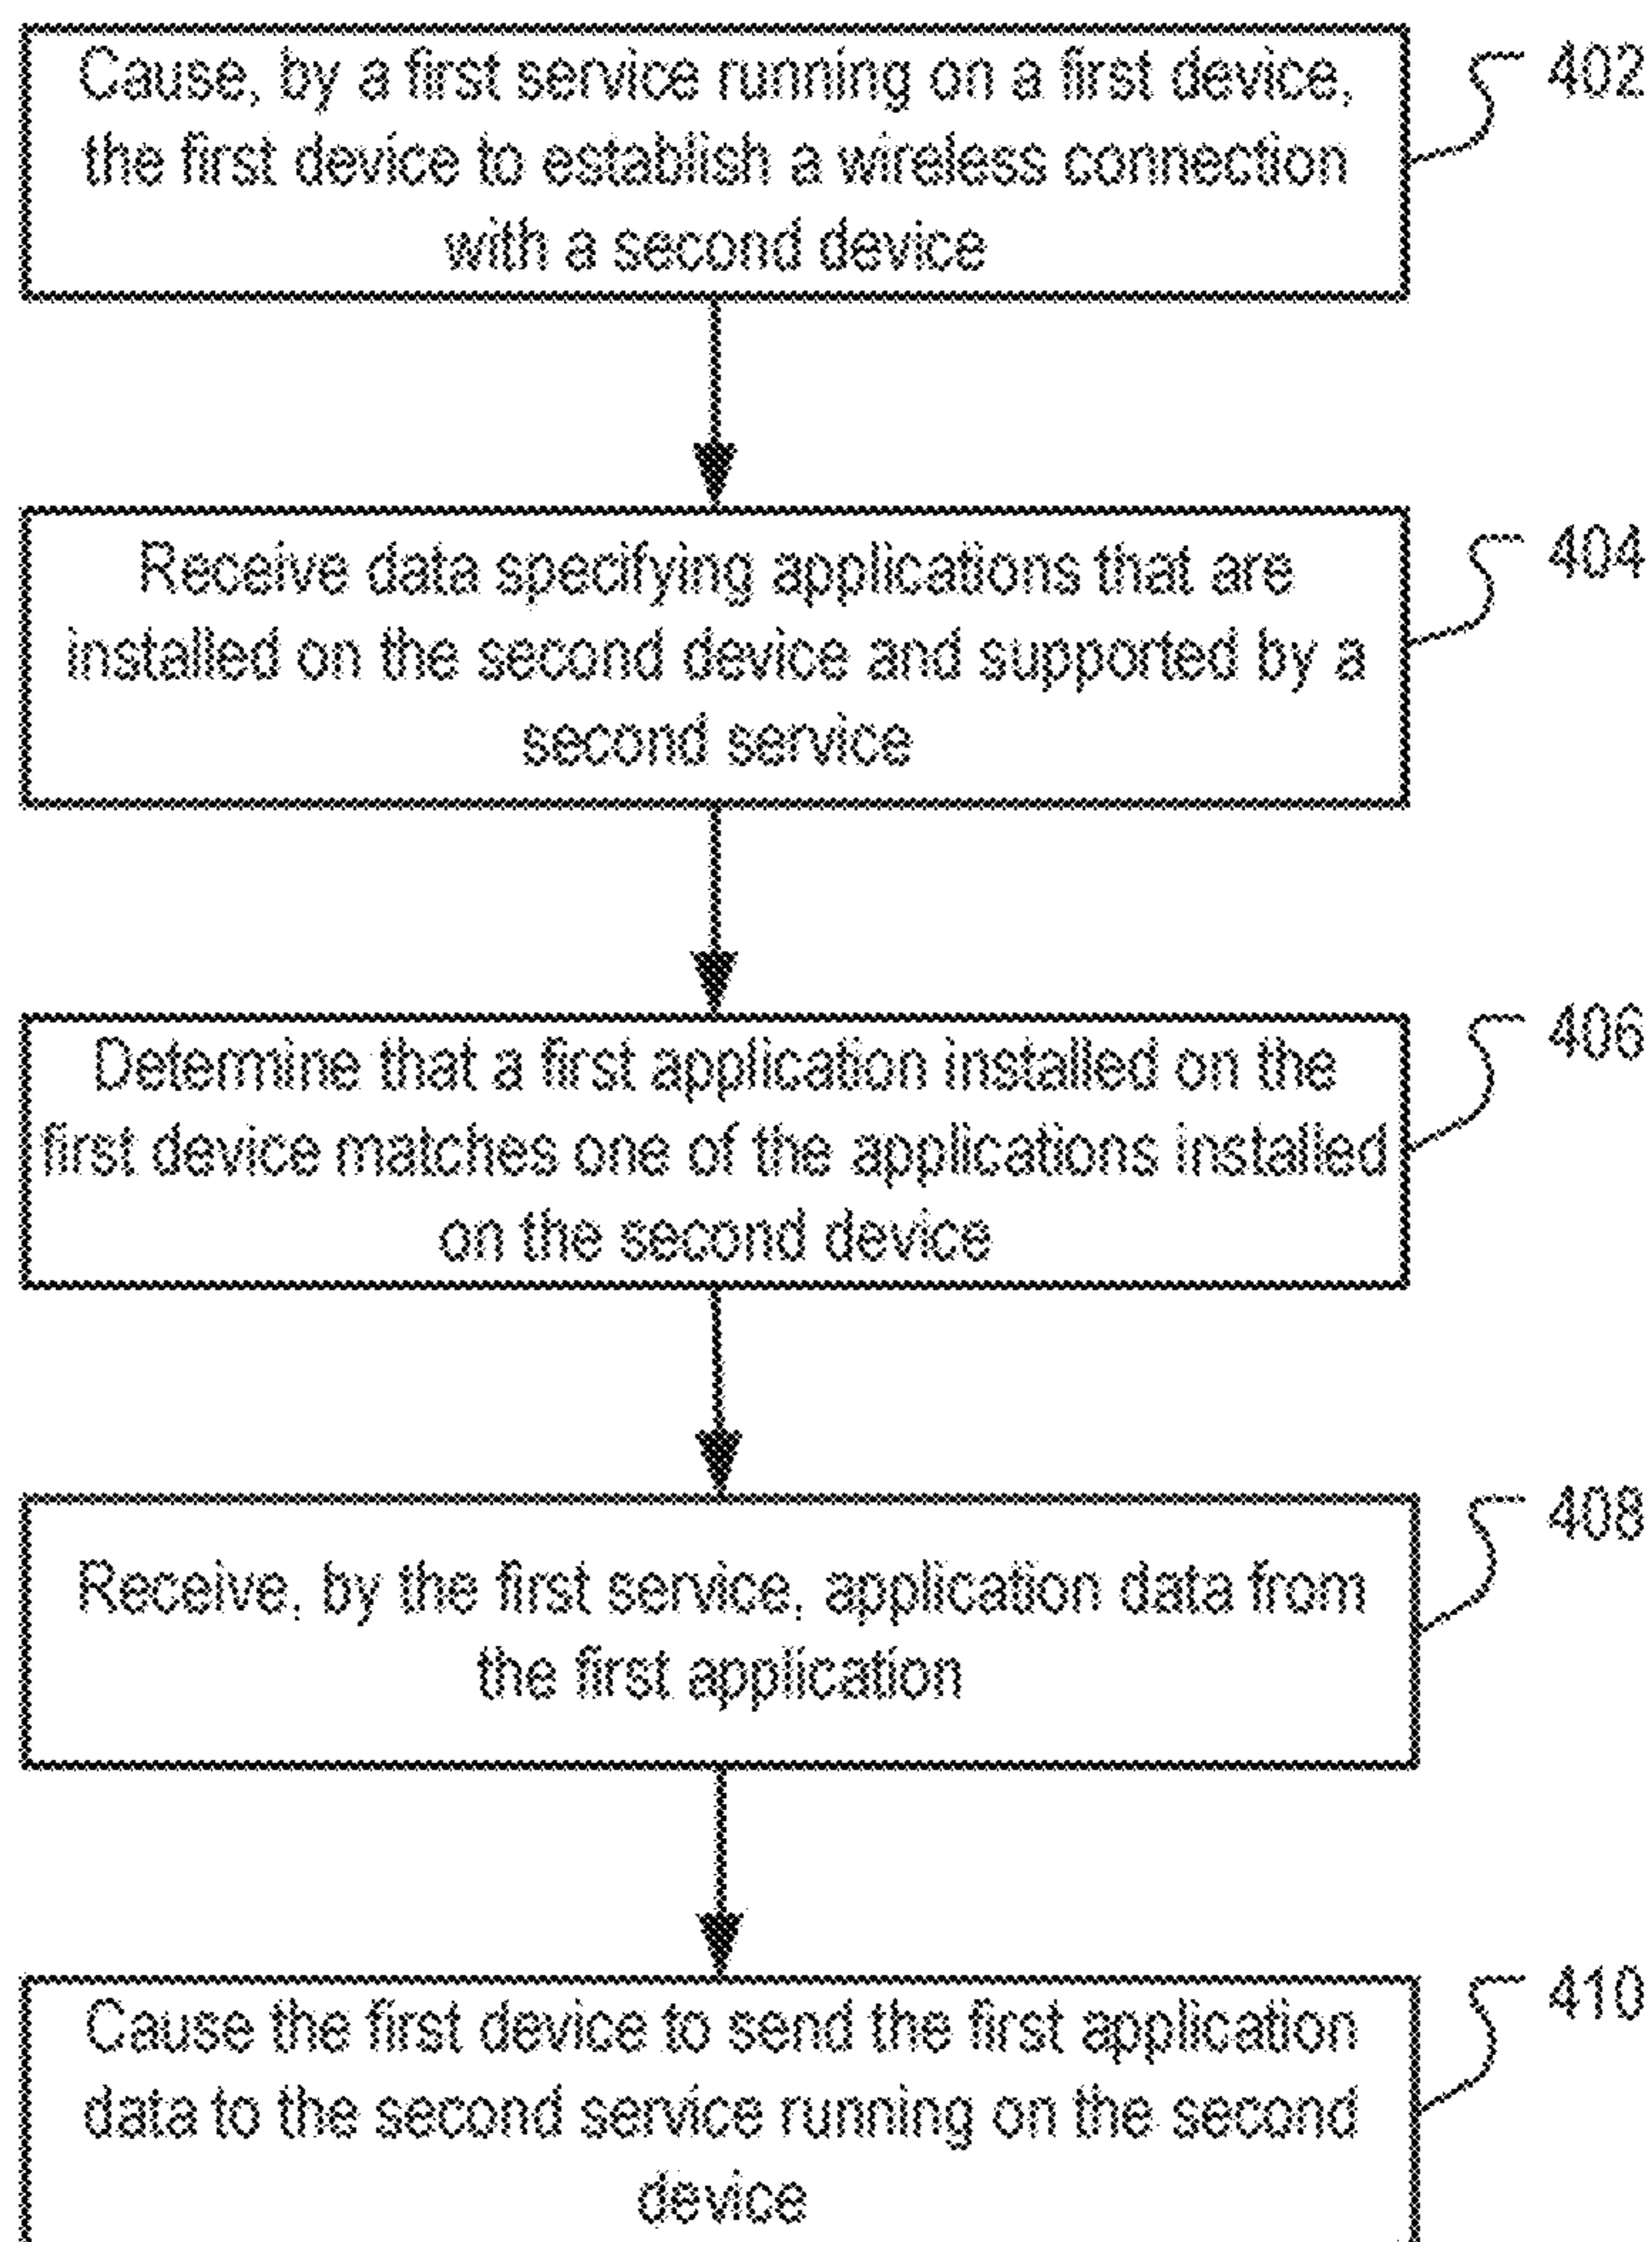 Cause, by a first service running on a first device,
the first device to establish a wireless connection
with a second device
402
Receive data specifying applications that are
installed on the second device and supported by a
second service
404
Determine that a first application installed on the
first device matches one of the applications installed
on the second device
406
Receive, by the first service, application data from
the first application
408
Cause the first device to send the first application
data to the second service running on the second
device
410